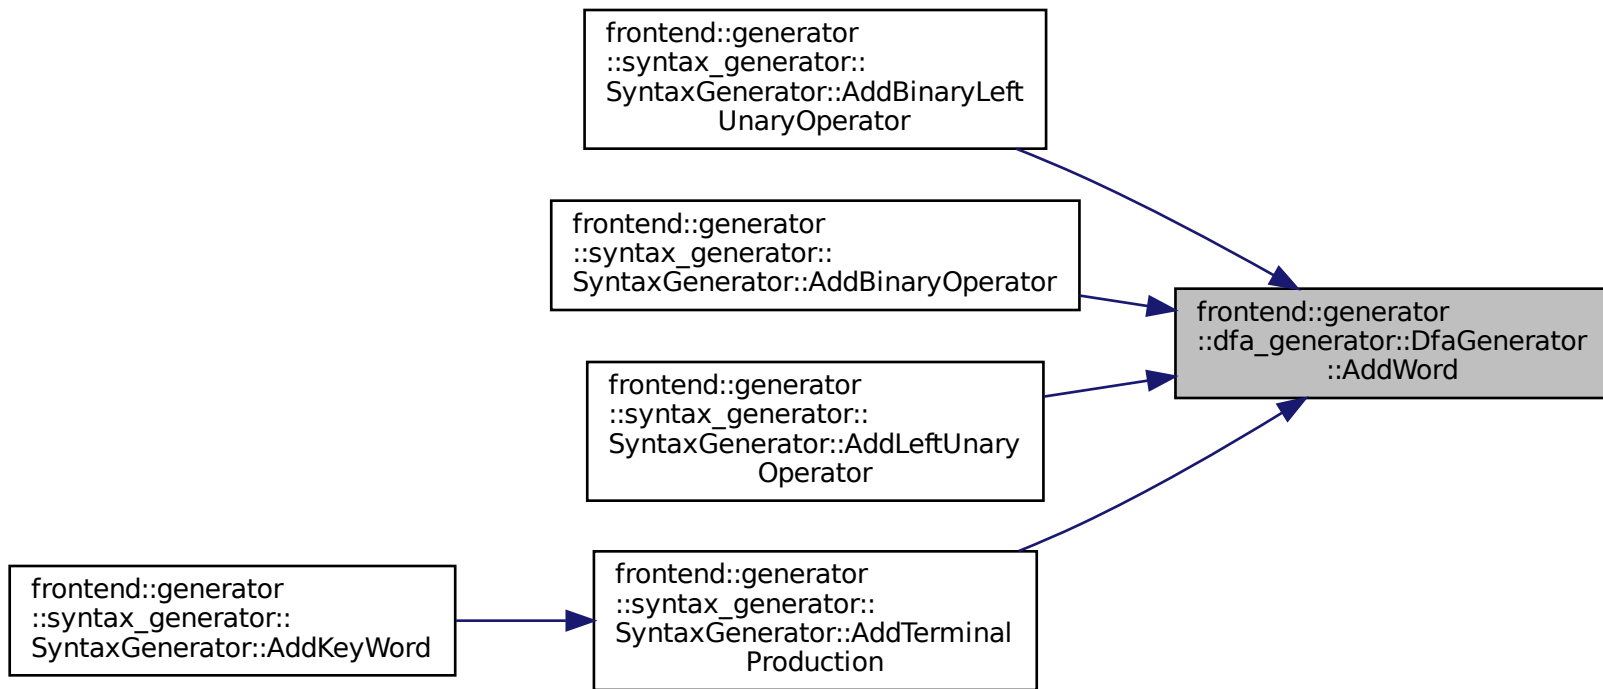 frontend::generator
::syntax_generator::
SyntaxGenerator::AddBinaryLeft
UnaryOperator
frontend::generator
::syntax_generator::
SyntaxGenerator::AddBinaryOperator
frontend::generator
::dfa_generator::DfaGenerator
::AddWord
frontend::generator
::syntax_generator::
SyntaxGenerator::AddLeftUnary
Operator
frontend::generator
::syntax_generator::
SyntaxGenerator::AddTerminal
Production
frontend::generator
::syntax_generator::
SyntaxGenerator::AddKeyWord